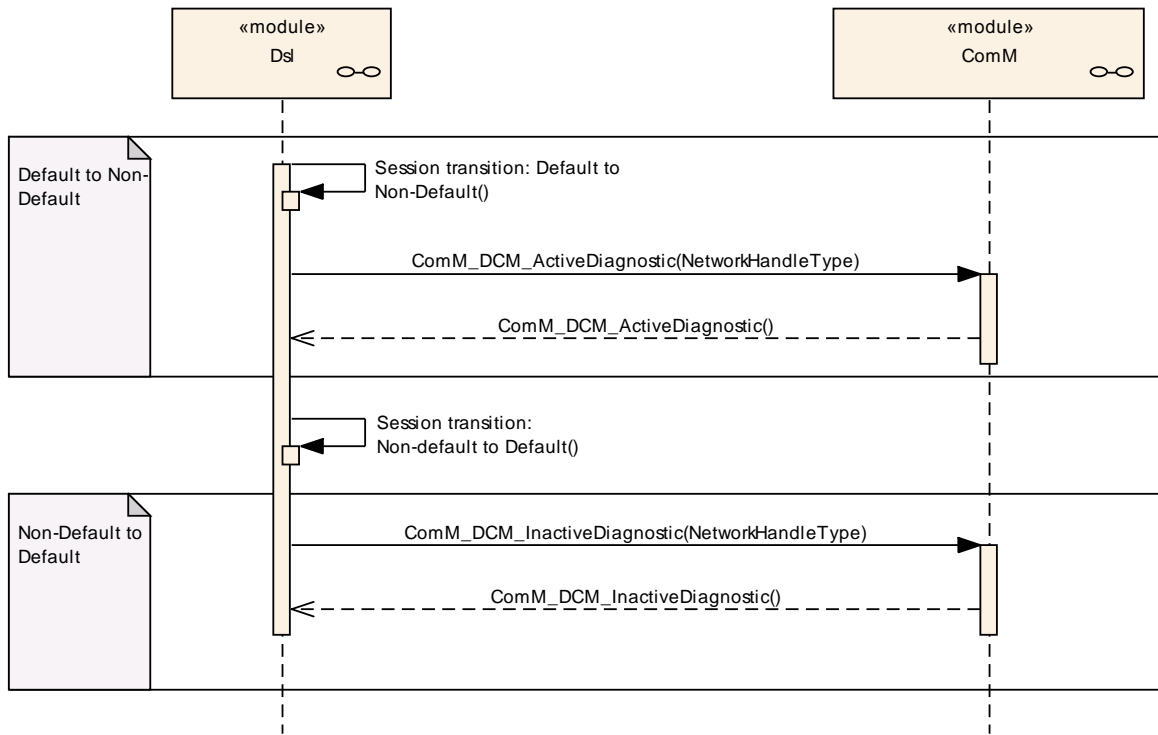 «module»
Dsl
«module»
ComM
Default to Non-
Default
Session transition: Default to
Non-Default()
ComM_DCM_ActiveDiagnostic(NetworkHandleType)
ComM_DCM_ActiveDiagnostic()
Session transition:
Non-default to Default()
Non-Default to
Default
ComM_DCM_InactiveDiagnostic(NetworkHandleType)
ComM_DCM_InactiveDiagnostic()